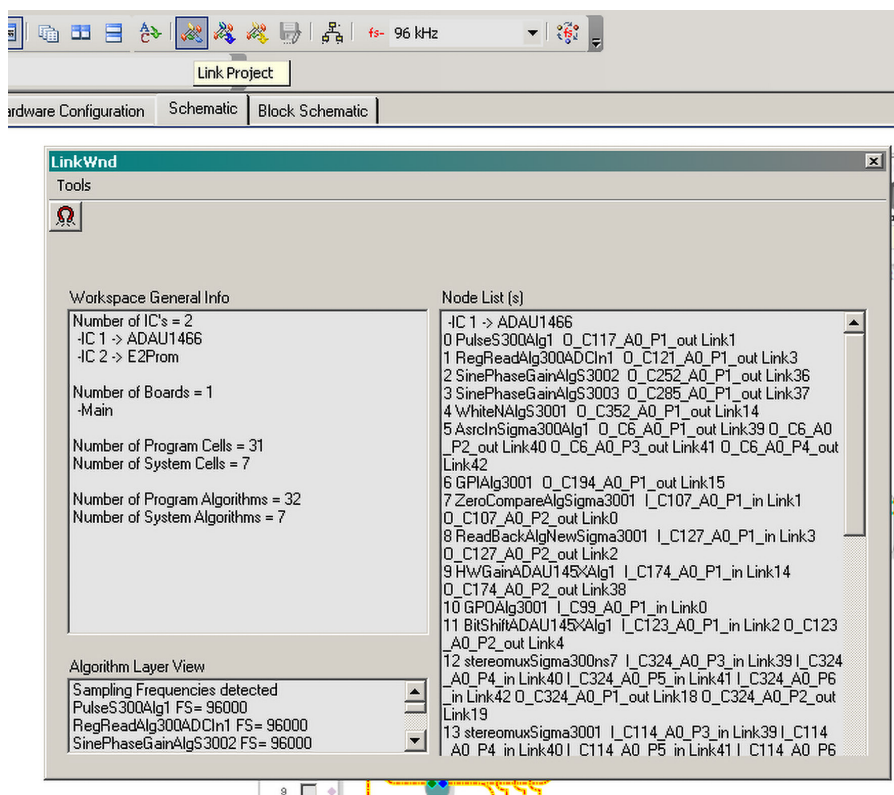 fs- 96 kHz
Link Project
ardware Configuration Schematic Block Schematic
LinkWnd
Tools
Workspace General Info
Number of IC's = 2
-IC 1 -> ADAU1466
-IC 2 -> E2Prom
Number of Boards = 1
-Main
Number of Program Cells = 31
Number of System Cells = 7
Number of Program Algorithms = 32
Number of System Algorithms = 7
Algorithm Layer View
Sampling Frequencies detected
PulseS300Alg1 FS= 96000
RegReadAlg300ADCIn1 FS= 96000
SinePhaseGainAlgS3002 FS= 96000
Node List (s)
-IC 1 -> ADAU1466
0 PulseS300Alg1 O_C117_A0_P1_out Link1
1 RegReadAlg300ADCIn1 O_C121_A0_P1_out Link3
2 SinePhaseGainAlgS3002 O_C252_A0_P1_out Link36
3 SinePhaseGainAlgS3003 O_C285_A0_P1_out Link37
4 WhiteNAlgS3001 O_C352_A0_P1_out Link14
5 AsrcInSigma300Alg1 O_C6_A0_P1_out Link39 O_C6_A0
_P2_out Link40 O_C6_A0_P3_out Link41 O_C6_A0_P4_out
Link42
6 GPIAlg3001 O_C194_A0_P1_out Link15
7 ZeroCompareAlgSigma3001 I_C107_A0_P1_in Link1
O_C107_A0_P2_out Link0
8 ReadBackAlgNewSigma3001 I_C127_A0_P1_in Link3
O_C127_A0_P2_out Link2
9 HWGainADAU145XAlg1 I_C174_A0_P1_in Link14
O_C174_A0_P2_out Link38
10 GPOAlg3001 I_C99_A0_P1_in Link0
11 BitShiftADAU145XAlg1 I_C123_A0_P1_in Link2 O_C123
_A0_P2_out Link4
12 stereomuxSigma300ns7 I_C324_A0_P3_in Link39 I_C324
_A0_P4_in Link40 I_C324_A0_P5_in Link41 I_C324_A0_P6
_in Link42 O_C324_A0_P1_out Link18 O_C324_A0_P2_out
Link19
13 stereomuxSigma3001 I_C114_A0_P3_in Link39 I_C114
_A0_P4_in Link40 I_C114_A0_P5_in Link41 I_C114_A0_P6
9